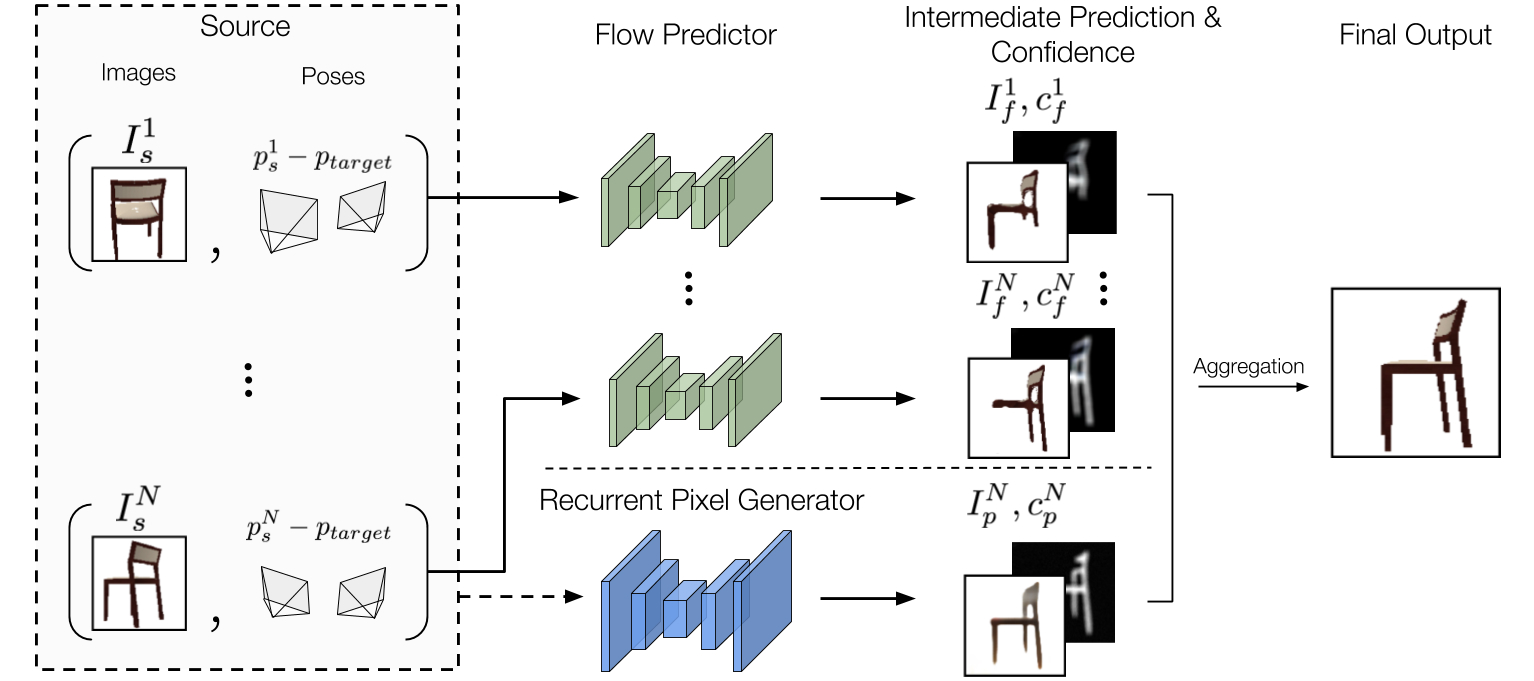 Source
Images Poses
Flow Predictor
Intermediate Prediction &
Confidence
Final Output
I_s^1
p_s^1 − p_{target}
,
I_f^1, c_f^1
I_f^N, c_f^N
Aggregation
I_s^N
p_s^N − p_{target}
,
Recurrent Pixel Generator
I_p^N, c_p^N